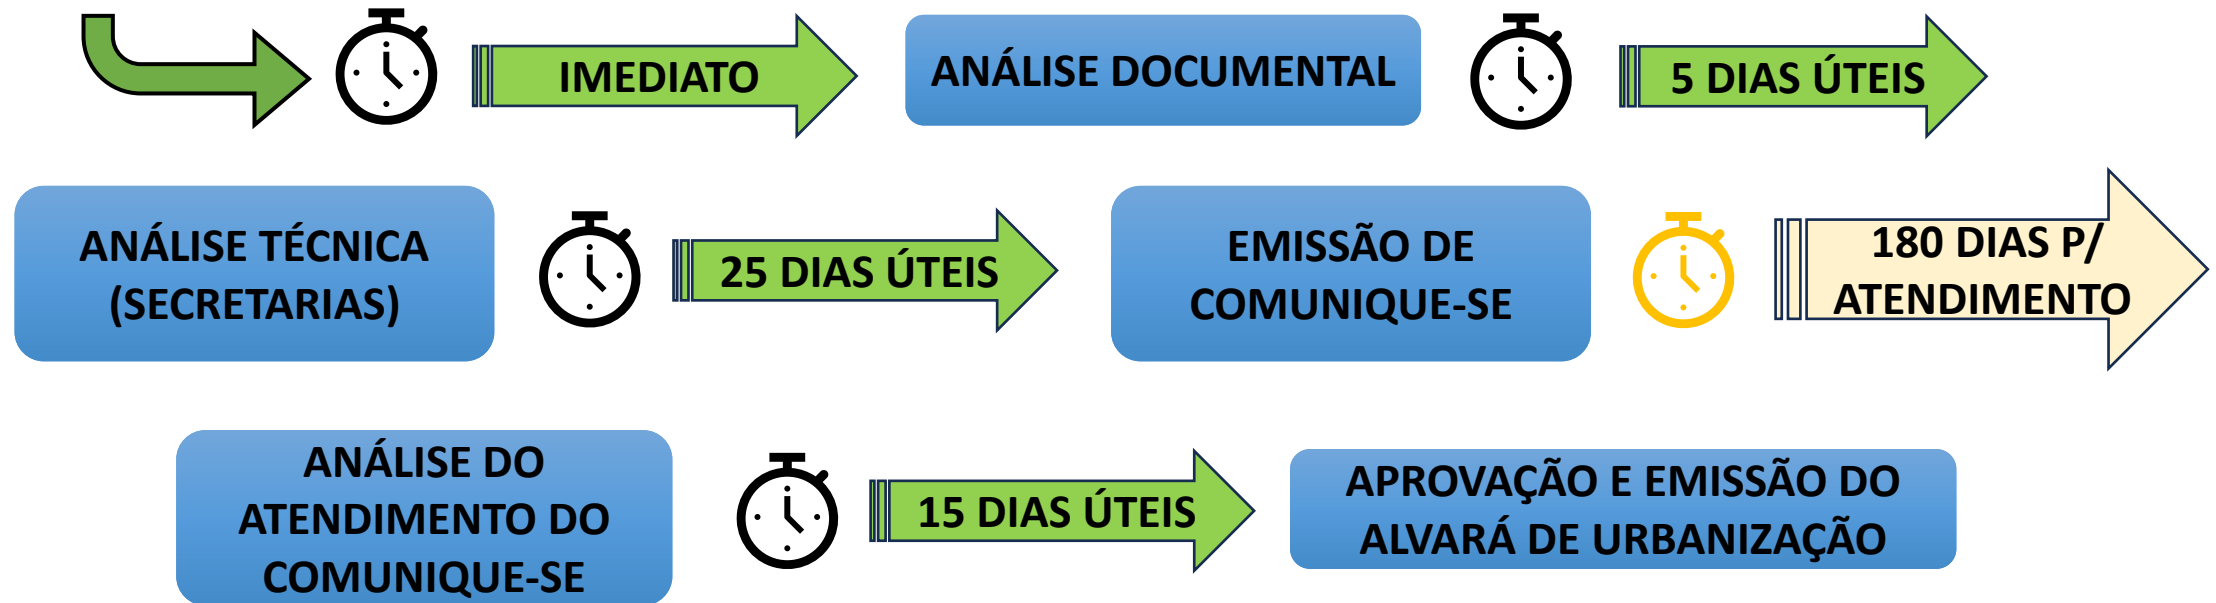 IMEDIATO
ANÁLISE DOCUMENTAL
5 DIAS ÚTEIS
ANÁLISE TÉCNICA
(SECRETARIAS)
25 DIAS ÚTEIS
EMISSÃO DE
COMUNIQUE-SE
180 DIAS P/
ATENDIMENTO
ANÁLISE DO
ATENDIMENTO DO
COMUNIQUE-SE
15 DIAS ÚTEIS
APROVAÇÃO E EMISSÃO DO
ALVARÁ DE URBANIZAÇÃO